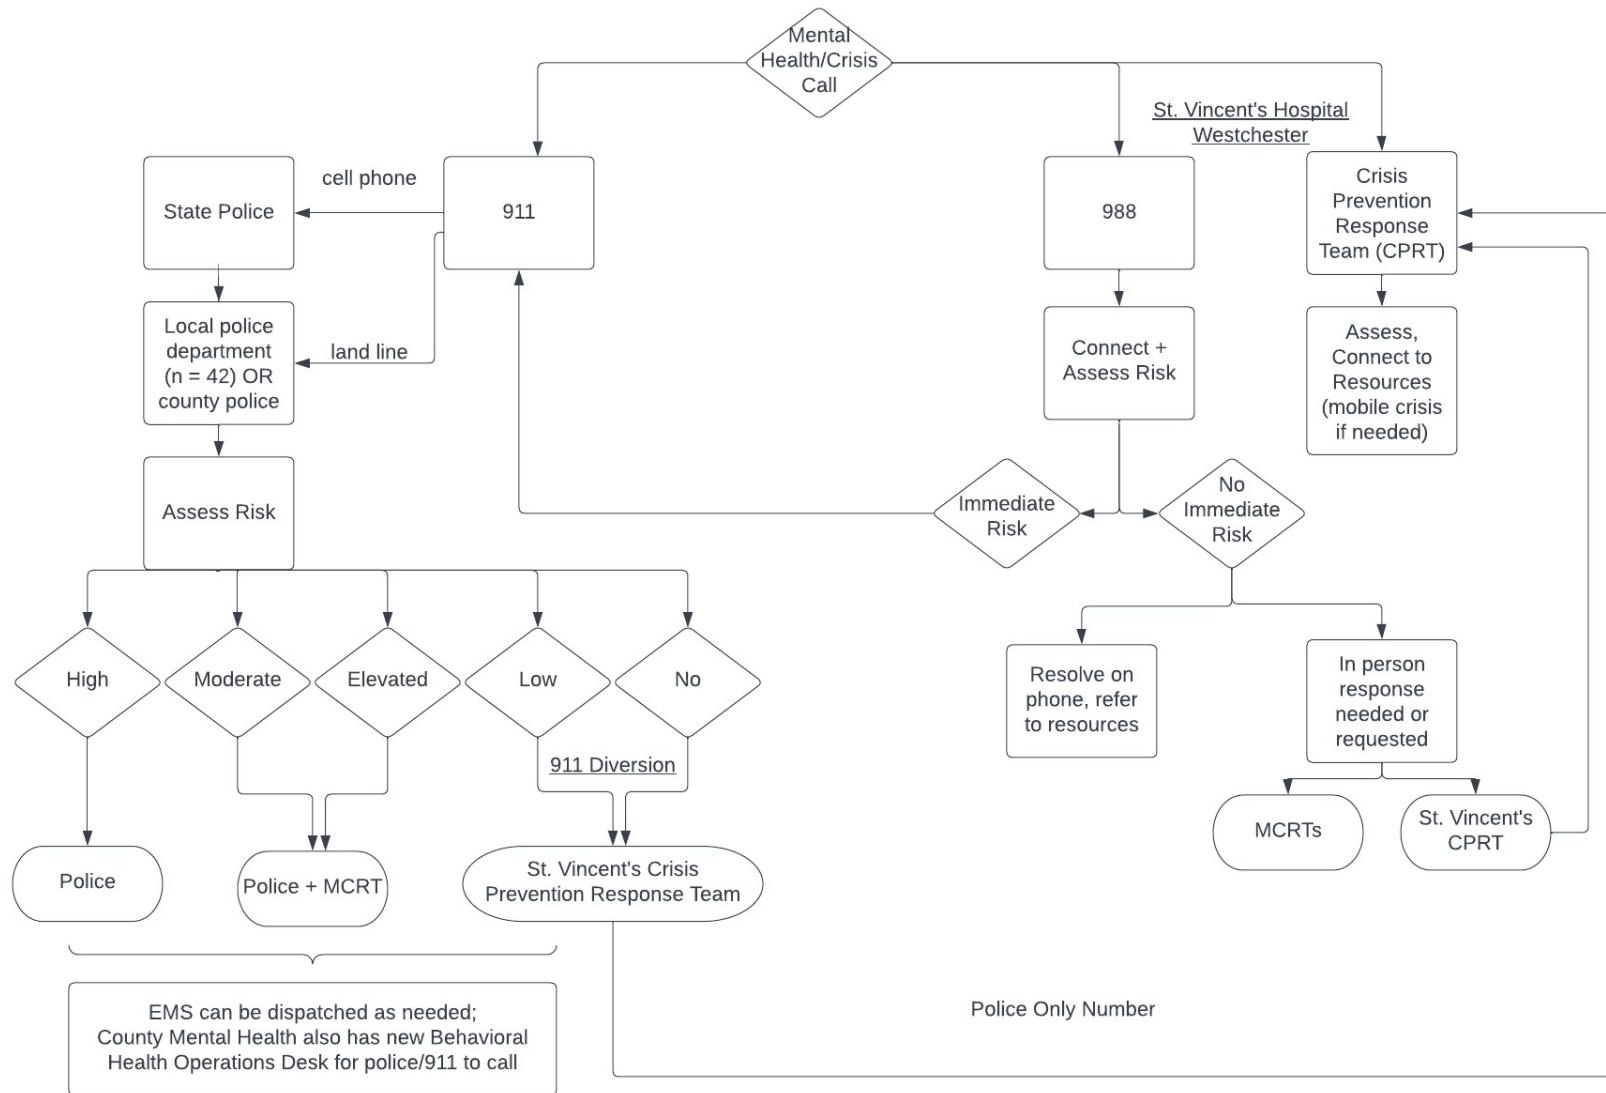 Mental
Health/Crisis
Call
St. Vincent's Hospital
Westchester
cell phone
State Police
911
988
Crisis
Prevention
Response
Team (CPRT)
Local police
department
(n = 42) OR
county police
land line
Connect +
Assess Risk
Assess,
Connect to
Resources
(mobile crisis
if needed)
Assess Risk
Immediate
Risk
No
Immediate
Risk
High
Moderate
Elevated
Low
No
Resolve on
phone, refer
to resources
In person
response
needed or
requested
911 Diversion
MCRTs
St. Vincent's
CPRT
Police
Police + MCRT
St. Vincent's Crisis
Prevention Response Team
EMS can be dispatched as needed;
County Mental Health also has new Behavioral
Health Operations Desk for police/911 to call
Police Only Number